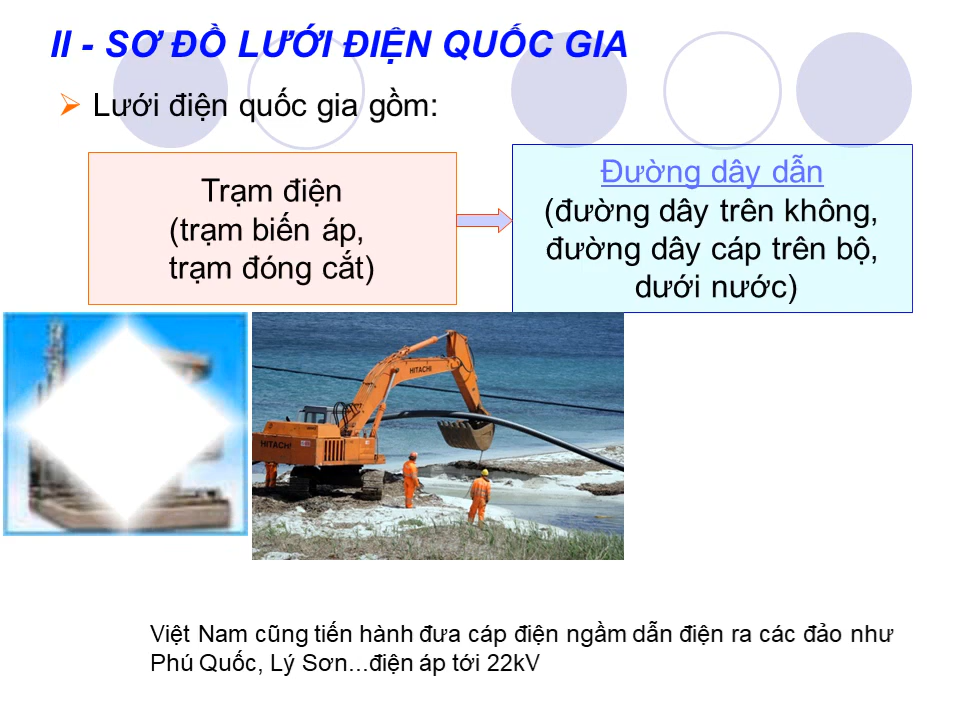 II - SƠ ĐỒ LƯỚI ĐIỆN QUỐC GIA
Lưới điện quốc gia gồm:
Trạm điện
(trạm biến áp,
trạm đóng cắt)
Đường dây dẫn
(đường dây trên không,
đường dây cáp trên bộ,
dưới nước)
HITACHI
HITACHI
Việt Nam cũng tiến hành đưa cáp điện ngầm dẫn điện ra các đảo như
Phú Quốc, Lý Sơn...điện áp tới 22kV